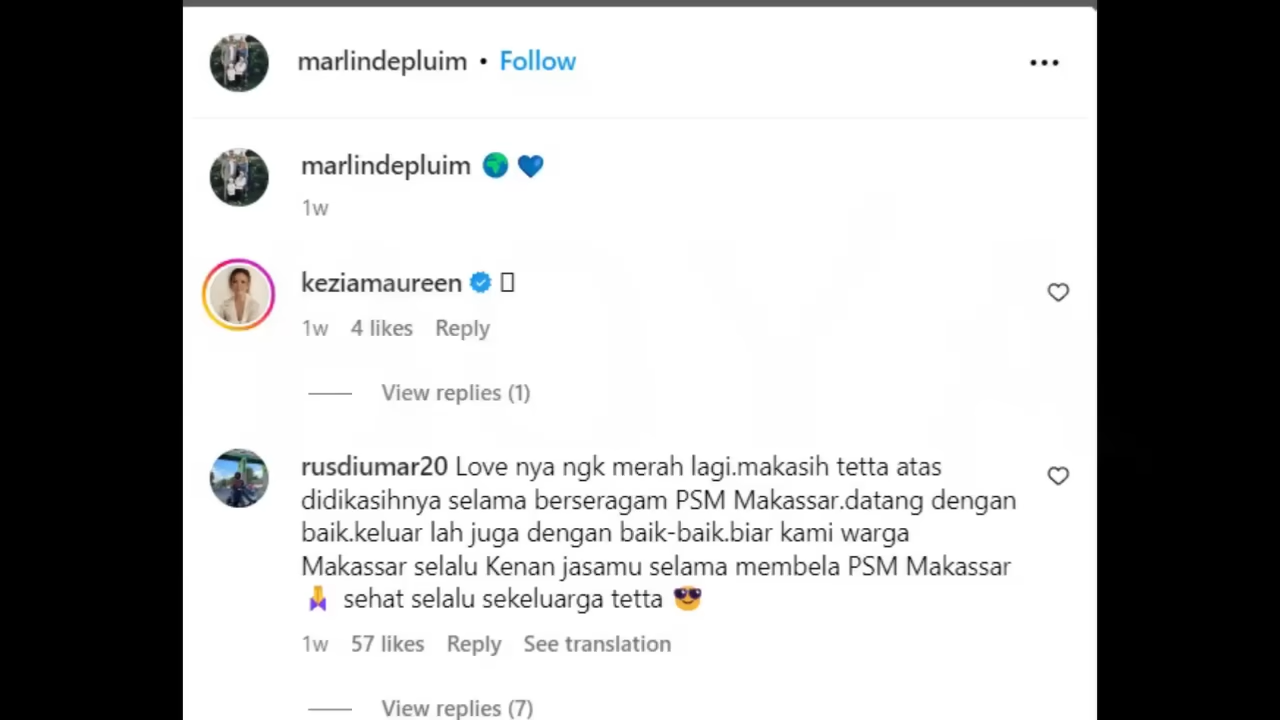 marlindepluim • Follow
marlindepluim 🌍 💙
1w
keziamaureen
1w 4 likes Reply
View replies (1)
rusdiumar20 Love nya ngk merah lagi.makasih tetta atas
didikasihnya selama berseragam PSM Makassar.datang dengan
baik.keluar lah juga dengan baik-baik.biar kami warga
Makassar selalu Kenan jasamu selama membela PSM Makassar
🙏 sehat selalu sekeluarga tetta 😎
1w 57 likes Reply See translation
View replies (7)